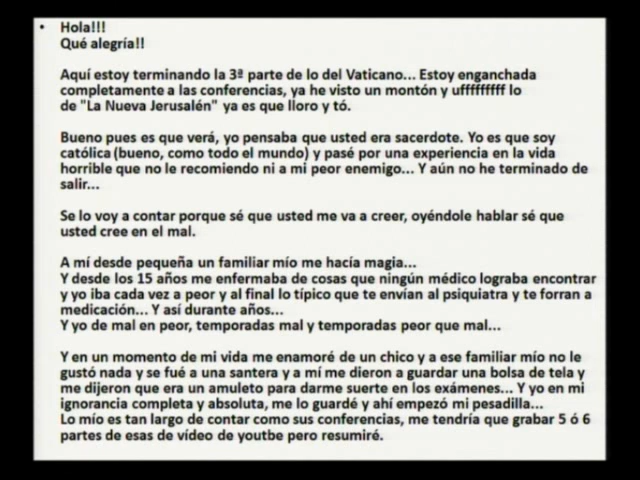 • Hola!!!
Qué alegría!!
Aquí estoy terminando la 3ª parte de lo del Vaticano... Estoy enganchada
completamente a las conferencias, ya he visto un montón y ufffffffff lo
de "La Nueva Jerusalén" ya es que lloro y tó.
Bueno pues es que verá, yo pensaba que usted era sacerdote. Yo es que soy
católica (bueno, como todo el mundo) y pasé por una experiencia en la vida
horrible que no le recomiendo ni a mi peor enemigo... Y aún no he terminado de
salir...
Se lo voy a contar porque sé que usted me va a creer, oyéndole hablar sé que
usted cree en el mal.
A mí desde pequeña un familiar mío me hacía magia...
Y desde los 15 años me enfermaba de cosas que ningún médico lograba encontrar
y yo iba cada vez a peor y al final lo típico que te envían al psiquiatra y te forran a
medicación... Y así durante años...
Y yo de mal en peor, temporadas mal y temporadas peor que mal...
Y en un momento de mi vida me enamoré de un chico y a ese familiar mío no le
gustó nada y se fué a una santera y a mí me dieron a guardar una bolsa de tela y
me dijeron que era un amuleto para darme suerte en los exámenes... Y yo en mi
ignorancia completa y absoluta, me lo guardé y ahí empezó mi pesadilla...
Lo mío es tan largo de contar como sus conferencias, me tendría que grabar 5 ó 6
partes de esas de vídeo de youtbe pero resumiré.